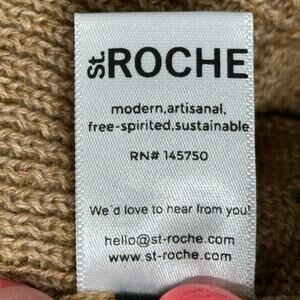 St. ROCHE
modern,artisanal,
free-spirited,sustainable
RN# 145750
We'd love to hear from you!
hello@st-roche.com
www.st-roche.com